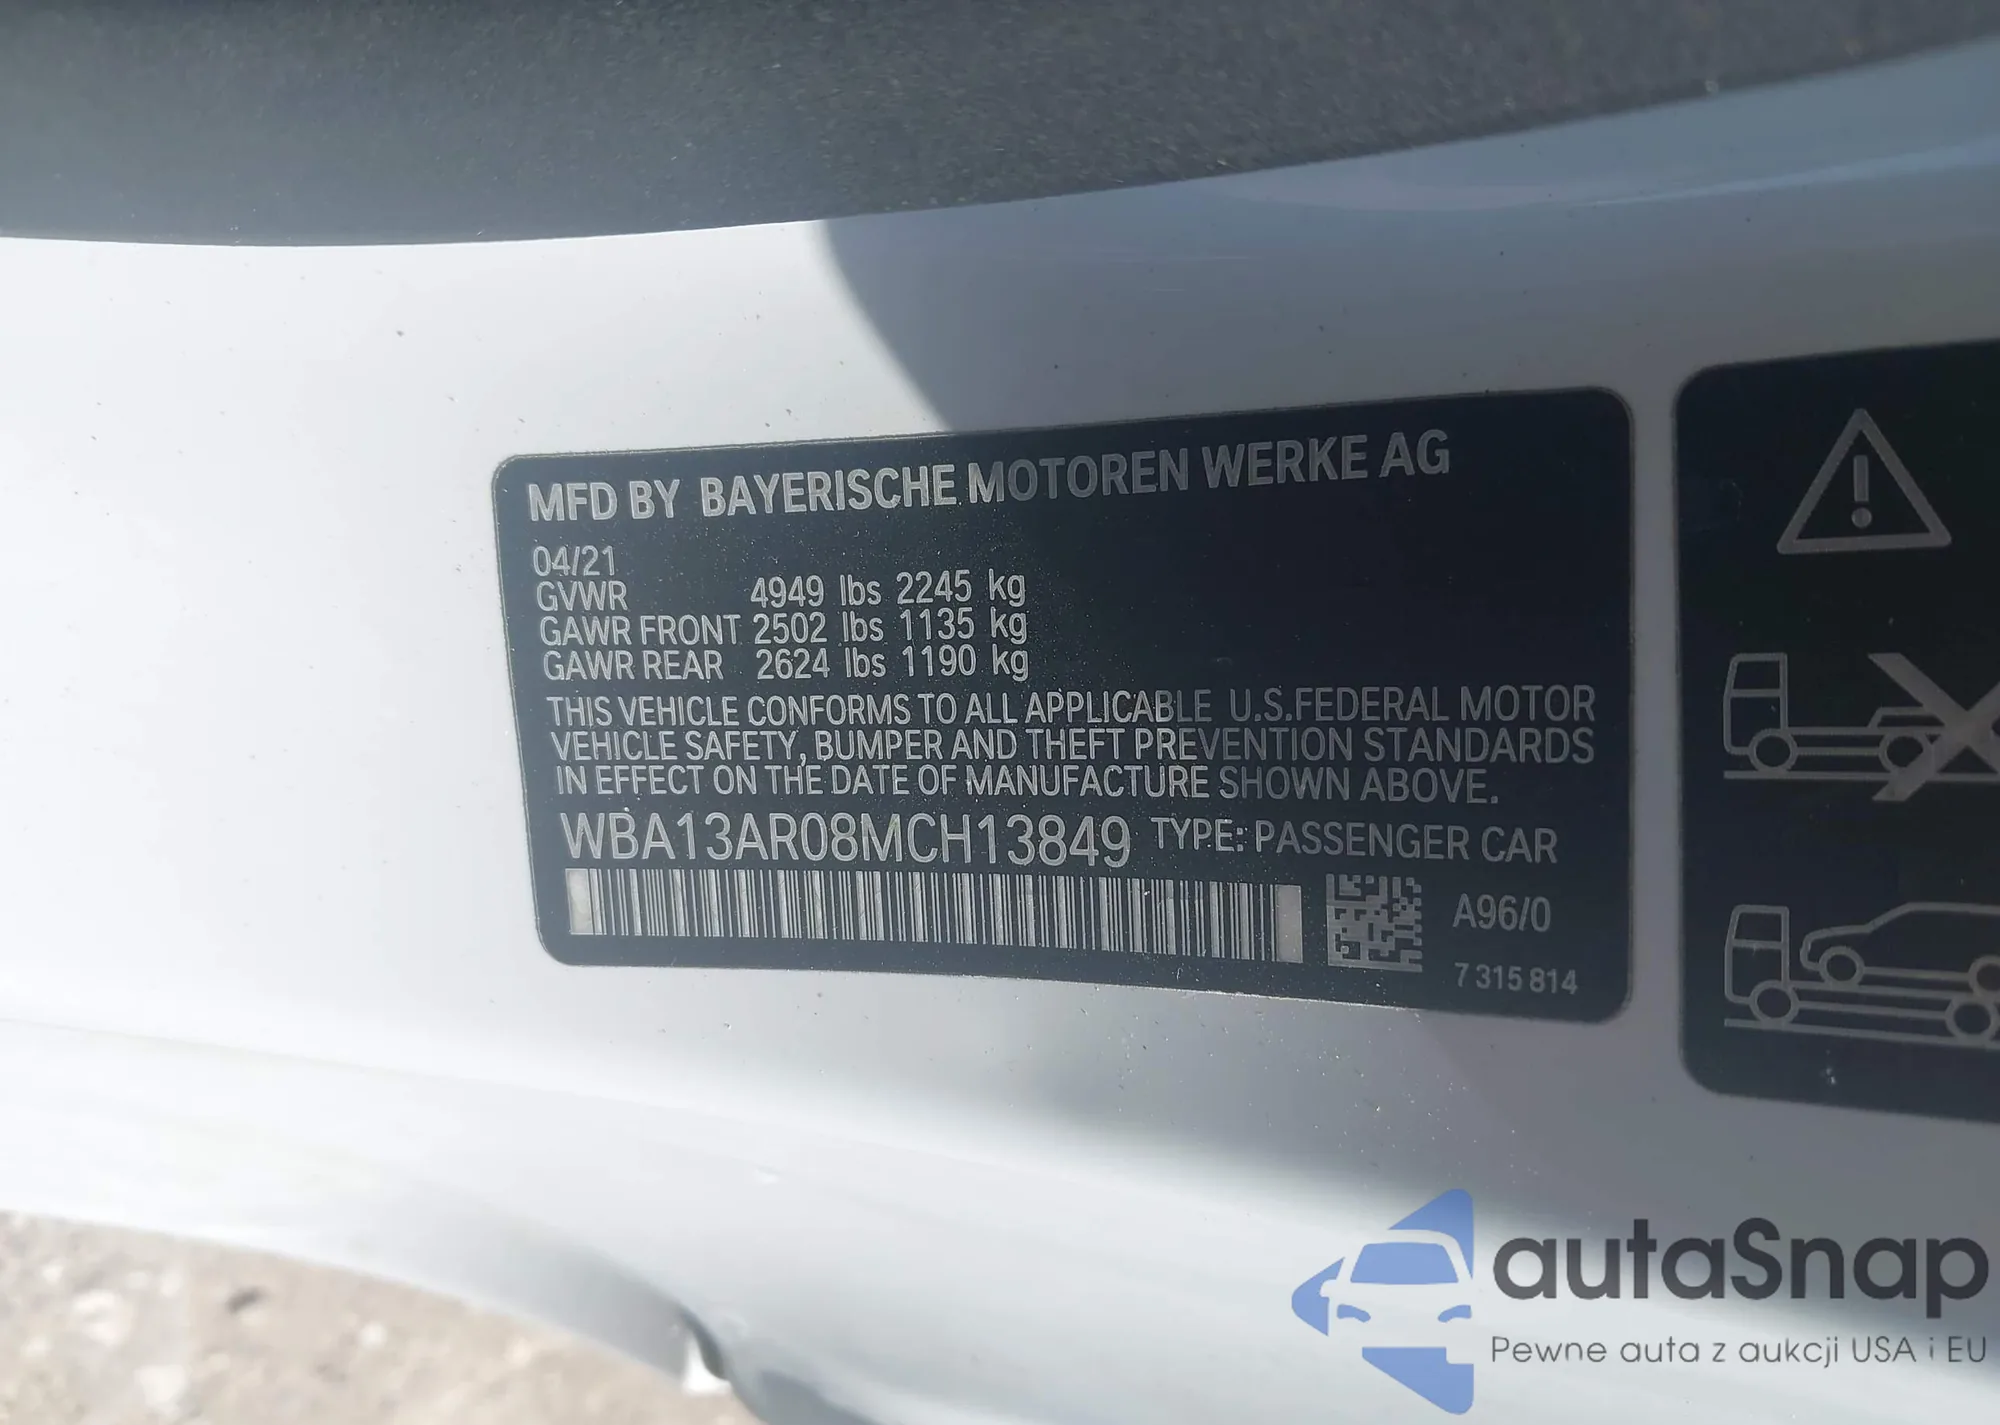 MFD BY BAYERISCHE MOTOREN WERKE AG
04/21
GVWR 4949 lbs 2245 kg
GAWR FRONT 2502 lbs 1135 kg
GAWR REAR 2624 lbs 1190 kg
THIS VEHICLE CONFORMS TO ALL APPLICABLE U.S.FEDERAL MOTOR
VEHICLE SAFETY, BUMPER AND THEFT PREVENTION STANDARDS
IN EFFECT ON THE DATE OF MANUFACTURE SHOWN ABOVE.
WBA13AR08MCH13849 TYPE: PASSENGER CAR
A96/0
7 315 814
autaSnap
Pewne auta z aukcji USA i EU